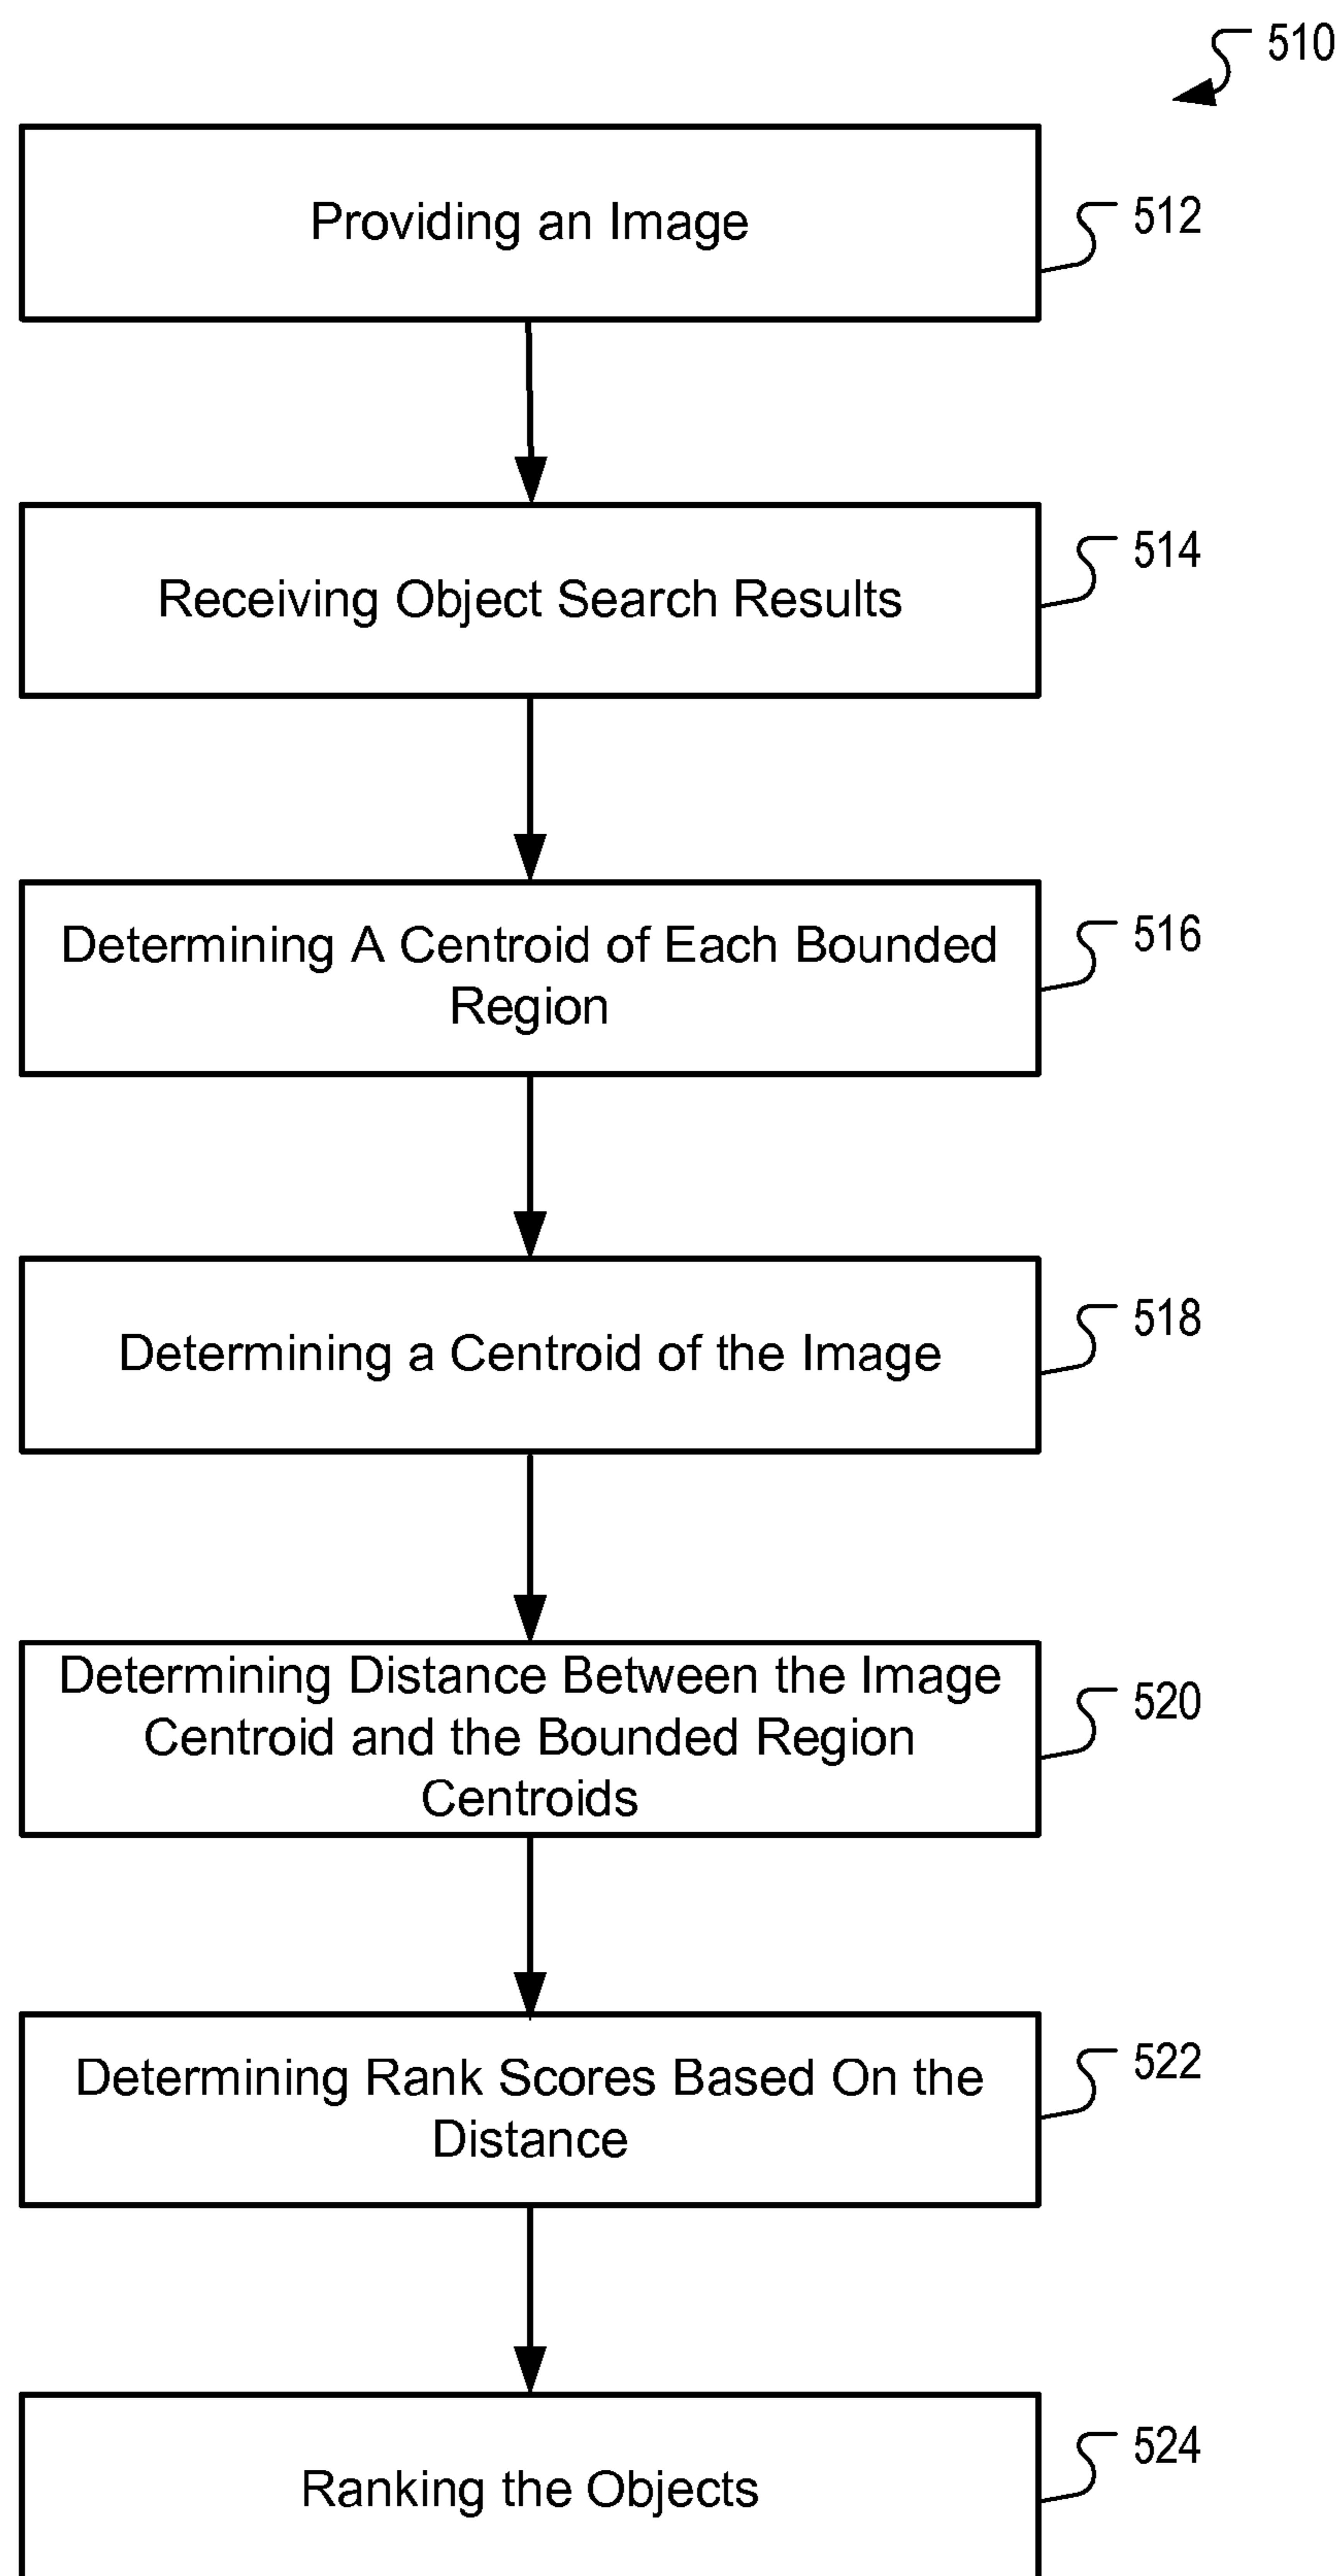 510
Providing an Image
512
Receiving Object Search Results
514
Determining A Centroid of Each Bounded
Region
516
Determining a Centroid of the Image
518
Determining Distance Between the Image
Centroid and the Bounded Region
Centroids
520
Determining Rank Scores Based On the
Distance
522
Ranking the Objects
524